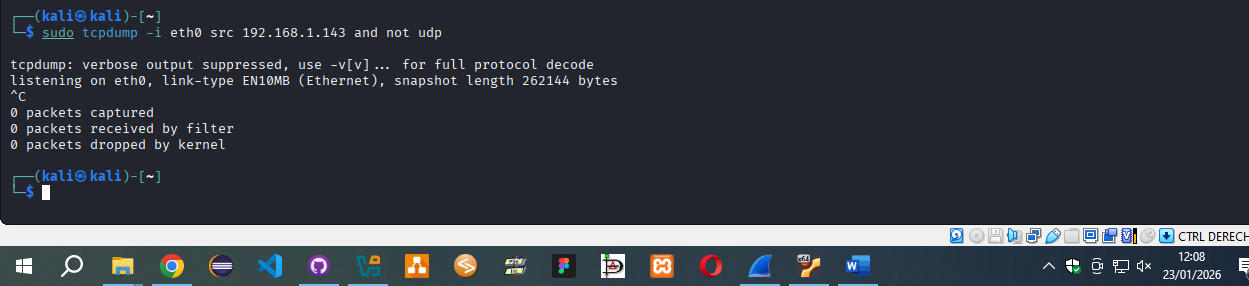 ┌──(kali㉿kali)-[~]
└─$ sudo tcpdump -i eth0 src 192.168.1.143 and not udp
tcpdump: verbose output suppressed, use -v[v]... for full protocol decode
listening on eth0, link-type EN10MB (Ethernet), snapshot length 262144 bytes
^C
0 packets captured
0 packets received by filter
0 packets dropped by kernel
┌──(kali㉿kali)-[~]
└─$
CTRL DERECH
x64
12:08
23/01/2026